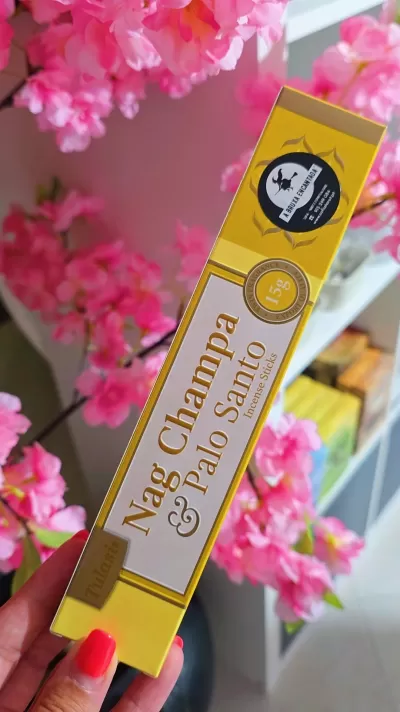 A BRUXA ENCANTADA
15g
Nag Champa
& Palo Santo
Incense Sticks
Tulasi